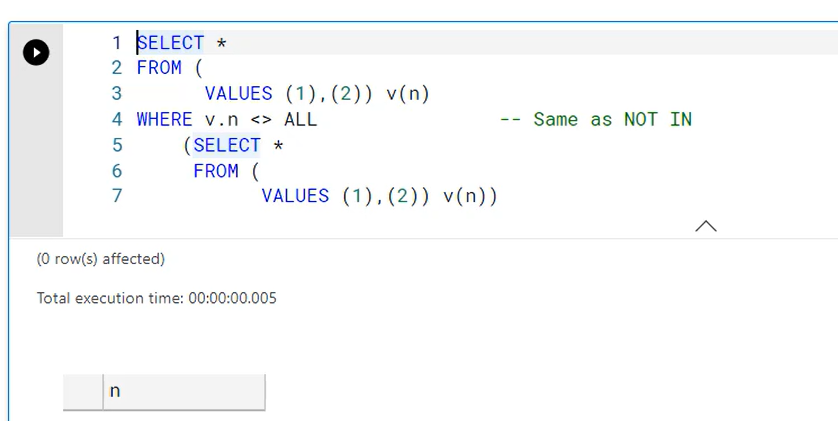 1 SELECT *
2 FROM (
3 VALUES (1),(2)) v(n)
4 WHERE v.n <> ALL -- Same as NOT IN
5 (SELECT *
6 FROM (
7 VALUES (1),(2)) v(n))
(0 row(s) affected)
Total execution time: 00:00:00.005
n